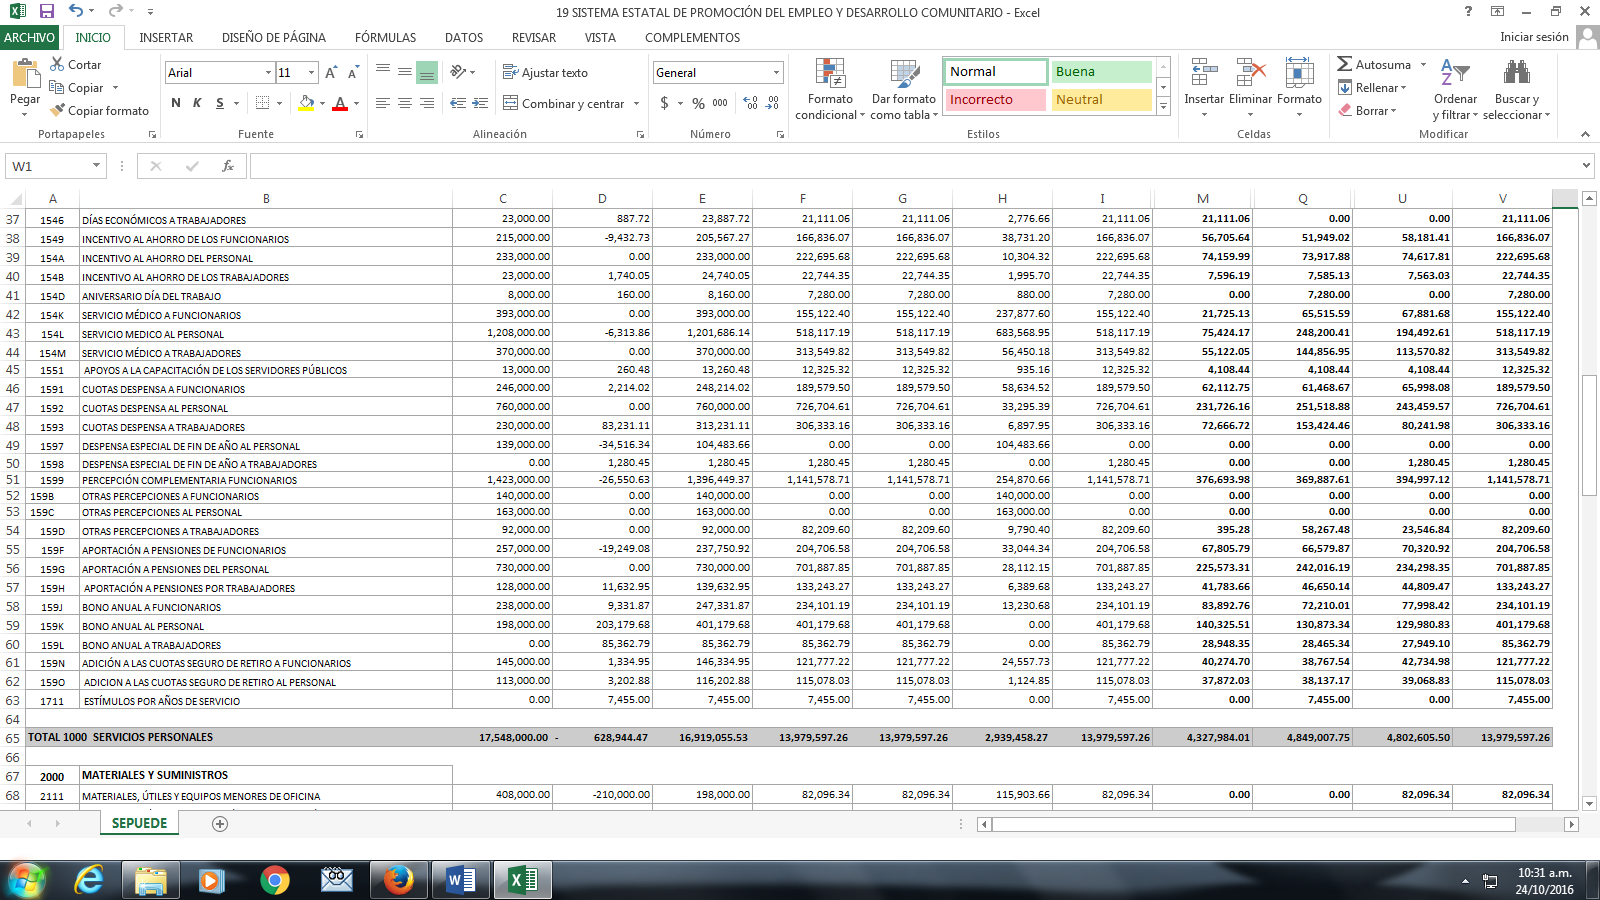 19 SISTEMA ESTATAL DE PROMOCIÓN DEL EMPLEO Y DESARROLLO COMUNITARIO - Excel
ARCHIVO INICIO INSERTAR DISEÑO DE PÁGINA FÓRMULAS DATOS REVISAR VISTA COMPLEMENTOS Iniciar sesión
Pegar Cortar
Copiar
Copiar formato
Arial 11
N K S
Ajustar texto
Combinar y centrar
General
$ % 000
Formato condicional
Dar formato como tabla
Normal Buena
Incorrecto Neutral
Insertar Eliminar Formato
Autosuma
Rellenar
Borrar
Ordenar y filtrar
Buscar y seleccionar
Portapapeles Fuente Alineación Número Estilos Celdas Modificar
W1 fx
A B C D E F G H I M Q U V
37 1546 DÍAS ECONÓMICOS A TRABAJADORES 23,000.00 887.72 23,887.72 21,111.06 21,111.06 2,776.66 21,111.06 21,111.06 0.00 0.00 21,111.06
38 1549 INCENTIVO AL AHORRO DE LOS FUNCIONARIOS 215,000.00 -9,432.73 205,567.27 166,836.07 166,836.07 38,731.20 166,836.07 56,705.64 51,949.02 58,181.41 166,836.07
39 154A INCENTIVO AL AHORRO DEL PERSONAL 233,000.00 0.00 233,000.00 222,695.68 222,695.68 10,304.32 222,695.68 74,159.99 73,917.88 74,617.81 222,695.68
40 154B INCENTIVO AL AHORRO DE LOS TRABAJADORES 23,000.00 1,740.05 24,740.05 22,744.35 22,744.35 1,995.70 22,744.35 7,596.19 7,585.13 7,563.03 22,744.35
41 154D ANIVERSARIO DÍA DEL TRABAJO 8,000.00 160.00 8,160.00 7,280.00 7,280.00 880.00 7,280.00 0.00 7,280.00 0.00 7,280.00
42 154K SERVICIO MÉDICO A FUNCIONARIOS 393,000.00 0.00 393,000.00 155,122.40 155,122.40 237,877.60 155,122.40 21,725.13 65,515.59 67,881.68 155,122.40
43 154L SERVICIO MEDICO AL PERSONAL 1,208,000.00 -6,313.86 1,201,686.14 518,117.19 518,117.19 683,568.95 518,117.19 75,424.17 248,200.41 194,492.61 518,117.19
44 154M SERVICIO MÉDICO A TRABAJADORES 370,000.00 0.00 370,000.00 313,549.82 313,549.82 56,450.18 313,549.82 55,122.05 144,856.95 113,570.82 313,549.82
45 1551 APOYOS A LA CAPACITACIÓN DE LOS SERVIDORES PÚBLICOS 13,000.00 260.48 13,260.48 12,325.32 12,325.32 935.16 12,325.32 4,108.44 4,108.44 4,108.44 12,325.32
46 1591 CUOTAS DESPENSA A FUNCIONARIOS 246,000.00 2,214.02 248,214.02 189,579.50 189,579.50 58,634.52 189,579.50 62,112.75 61,468.67 65,998.08 189,579.50
47 1592 CUOTAS DESPENSA AL PERSONAL 760,000.00 0.00 760,000.00 726,704.61 726,704.61 33,295.39 726,704.61 231,726.16 251,518.88 243,459.57 726,704.61
48 1593 CUOTAS DESPENSA A TRABAJADORES 230,000.00 83,231.11 313,231.11 306,333.16 306,333.16 6,897.95 306,333.16 72,666.72 153,424.46 80,241.98 306,333.16
49 1597 DESPENSA ESPECIAL DE FIN DE AÑO AL PERSONAL 139,000.00 -34,516.34 104,483.66 0.00 0.00 104,483.66 0.00 0.00 0.00 0.00 0.00
50 1598 DESPENSA ESPECIAL DE FIN DE AÑO A TRABAJADORES 0.00 1,280.45 1,280.45 1,280.45 1,280.45 0.00 1,280.45 0.00 0.00 1,280.45 1,280.45
51 1599 PERCEPCIÓN COMPLEMENTARIA FUNCIONARIOS 1,423,000.00 -26,550.63 1,396,449.37 1,141,578.71 1,141,578.71 254,870.66 1,141,578.71 376,693.98 369,887.61 394,997.12 1,141,578.71
52 159B OTRAS PERCEPCIONES A FUNCIONARIOS 140,000.00 0.00 140,000.00 0.00 0.00 140,000.00 0.00 0.00 0.00 0.00 0.00
53 159C OTRAS PERCEPCIONES AL PERSONAL 163,000.00 0.00 163,000.00 0.00 0.00 163,000.00 0.00 0.00 0.00 0.00 0.00
54 159D OTRAS PERCEPCIONES A TRABAJADORES 92,000.00 0.00 92,000.00 82,209.60 82,209.60 9,790.40 82,209.60 395.28 58,267.48 23,546.84 82,209.60
55 159F APORTACIÓN A PENSIONES DE FUNCIONARIOS 257,000.00 -19,249.08 237,750.92 204,706.58 204,706.58 33,044.34 204,706.58 67,805.79 66,579.87 70,320.92 204,706.58
56 159G APORTACIÓN A PENSIONES DEL PERSONAL 730,000.00 0.00 730,000.00 701,887.85 701,887.85 28,112.15 701,887.85 225,573.31 242,016.19 234,298.35 701,887.85
57 159H APORTACIÓN A PENSIONES POR TRABAJADORES 128,000.00 11,632.95 139,632.95 133,243.27 133,243.27 6,389.68 133,243.27 41,783.66 46,650.14 44,809.47 133,243.27
58 159J BONO ANUAL A FUNCIONARIOS 238,000.00 9,331.87 247,331.87 234,101.19 234,101.19 13,230.68 234,101.19 83,892.76 72,210.01 77,998.42 234,101.19
59 159K BONO ANUAL AL PERSONAL 198,000.00 203,179.68 401,179.68 401,179.68 401,179.68 0.00 401,179.68 140,325.51 130,873.34 129,980.83 401,179.68
60 159L BONO ANUAL A TRABAJADORES 0.00 85,362.79 85,362.79 85,362.79 85,362.79 0.00 85,362.79 28,948.35 28,465.34 27,949.10 85,362.79
61 159N ADICIÓN A LAS CUOTAS SEGURO DE RETIRO A FUNCIONARIOS 145,000.00 1,334.95 146,334.95 121,777.22 121,777.22 24,557.73 121,777.22 40,274.70 38,767.54 42,734.98 121,777.22
62 159O ADICION A LAS CUOTAS SEGURO DE RETIRO AL PERSONAL 113,000.00 3,202.88 116,202.88 115,078.03 115,078.03 1,124.85 115,078.03 37,872.03 38,137.17 39,068.83 115,078.03
63 1711 ESTÍMULOS POR AÑOS DE SERVICIO 0.00 7,455.00 7,455.00 7,455.00 7,455.00 0.00 7,455.00 0.00 7,455.00 0.00 7,455.00
64
65 TOTAL 1000 SERVICIOS PERSONALES 17,548,000.00 - 628,944.47 16,919,055.53 13,979,597.26 13,979,597.26 2,939,458.27 13,979,597.26 4,327,984.01 4,849,007.75 4,802,605.50 13,979,597.26
66
67 2000 MATERIALES Y SUMINISTROS
68 2111 MATERIALES, ÚTILES Y EQUIPOS MENORES DE OFICINA 408,000.00 -210,000.00 198,000.00 82,096.34 82,096.34 115,903.66 82,096.34 0.00 0.00 82,096.34 82,096.34
SEPUEDE
10:31 a.m.
24/10/2016